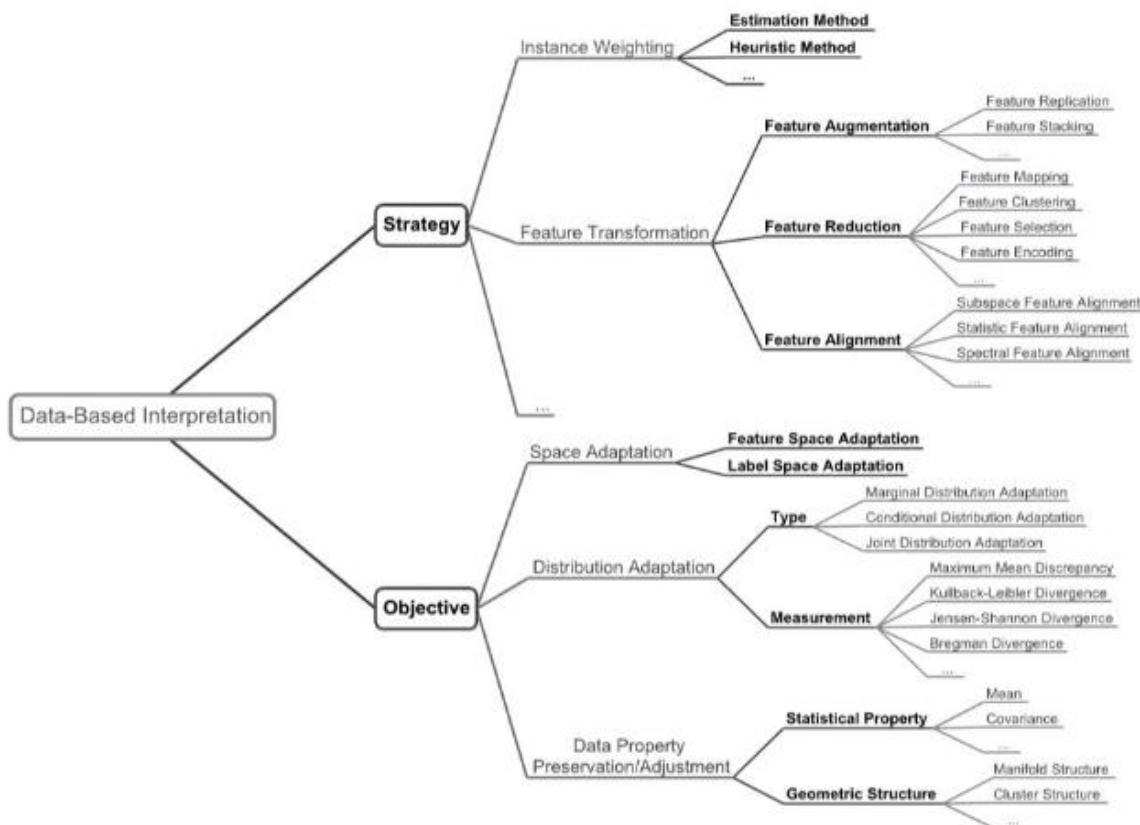 Estimation Method
Instance Weighting
Heuristic Method
...
Feature Replication
Feature Augmentation
Feature Stacking
...
Feature Mapping
Feature Clustering
Strategy
Feature Transformation
Feature Reduction
Feature Selection
Feature Encoding
...
Subspace Feature Alignment
Feature Alignment
Statistic Feature Alignment
Spectral Feature Alignment
...
...
Data-Based Interpretation
Space Adaptation
Feature Space Adaptation
Label Space Adaptation
Marginal Distribution Adaptation
Type
Conditional Distribution Adaptation
Joint Distribution Adaptation
Distribution Adaptation
Maximum Mean Discrepancy
Kullback-Leibler Divergence
Objective
Measurement
Jensen-Shannon Divergence
Bregman Divergence
...
Mean
Statistical Property
Covariance
...
Data Property
Preservation/Adjustment
Manifold Structure
Geometric Structure
Cluster Structure
...